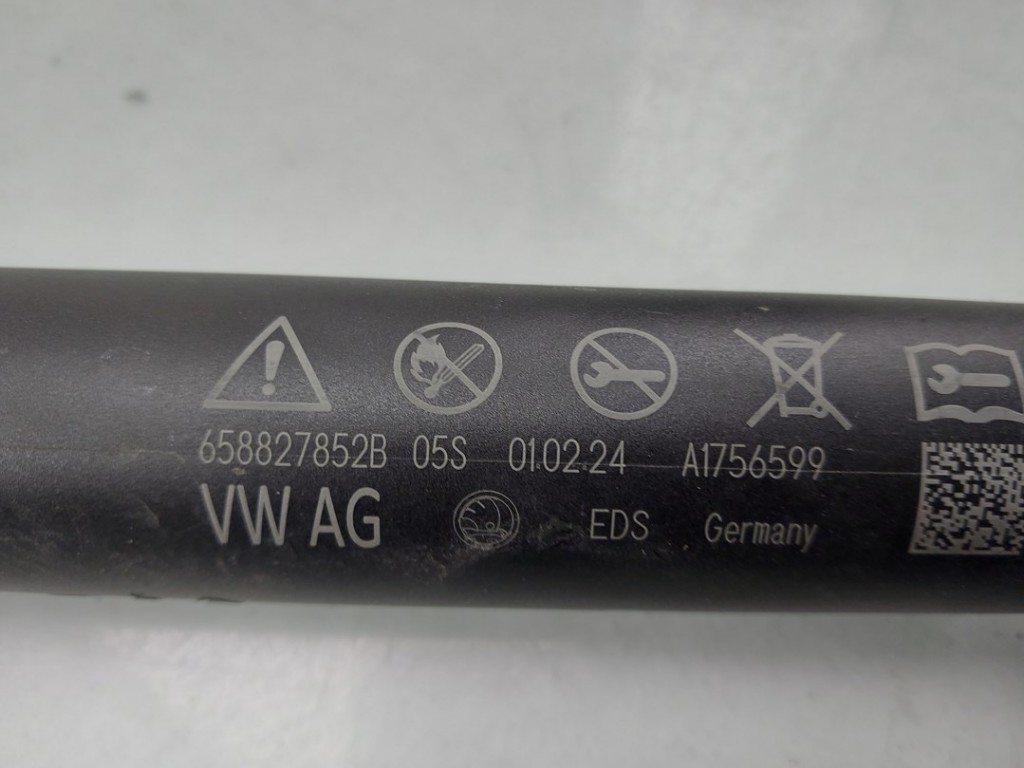 658827852B 05S 01.02.24 A1756599
VW AG EDS Germany